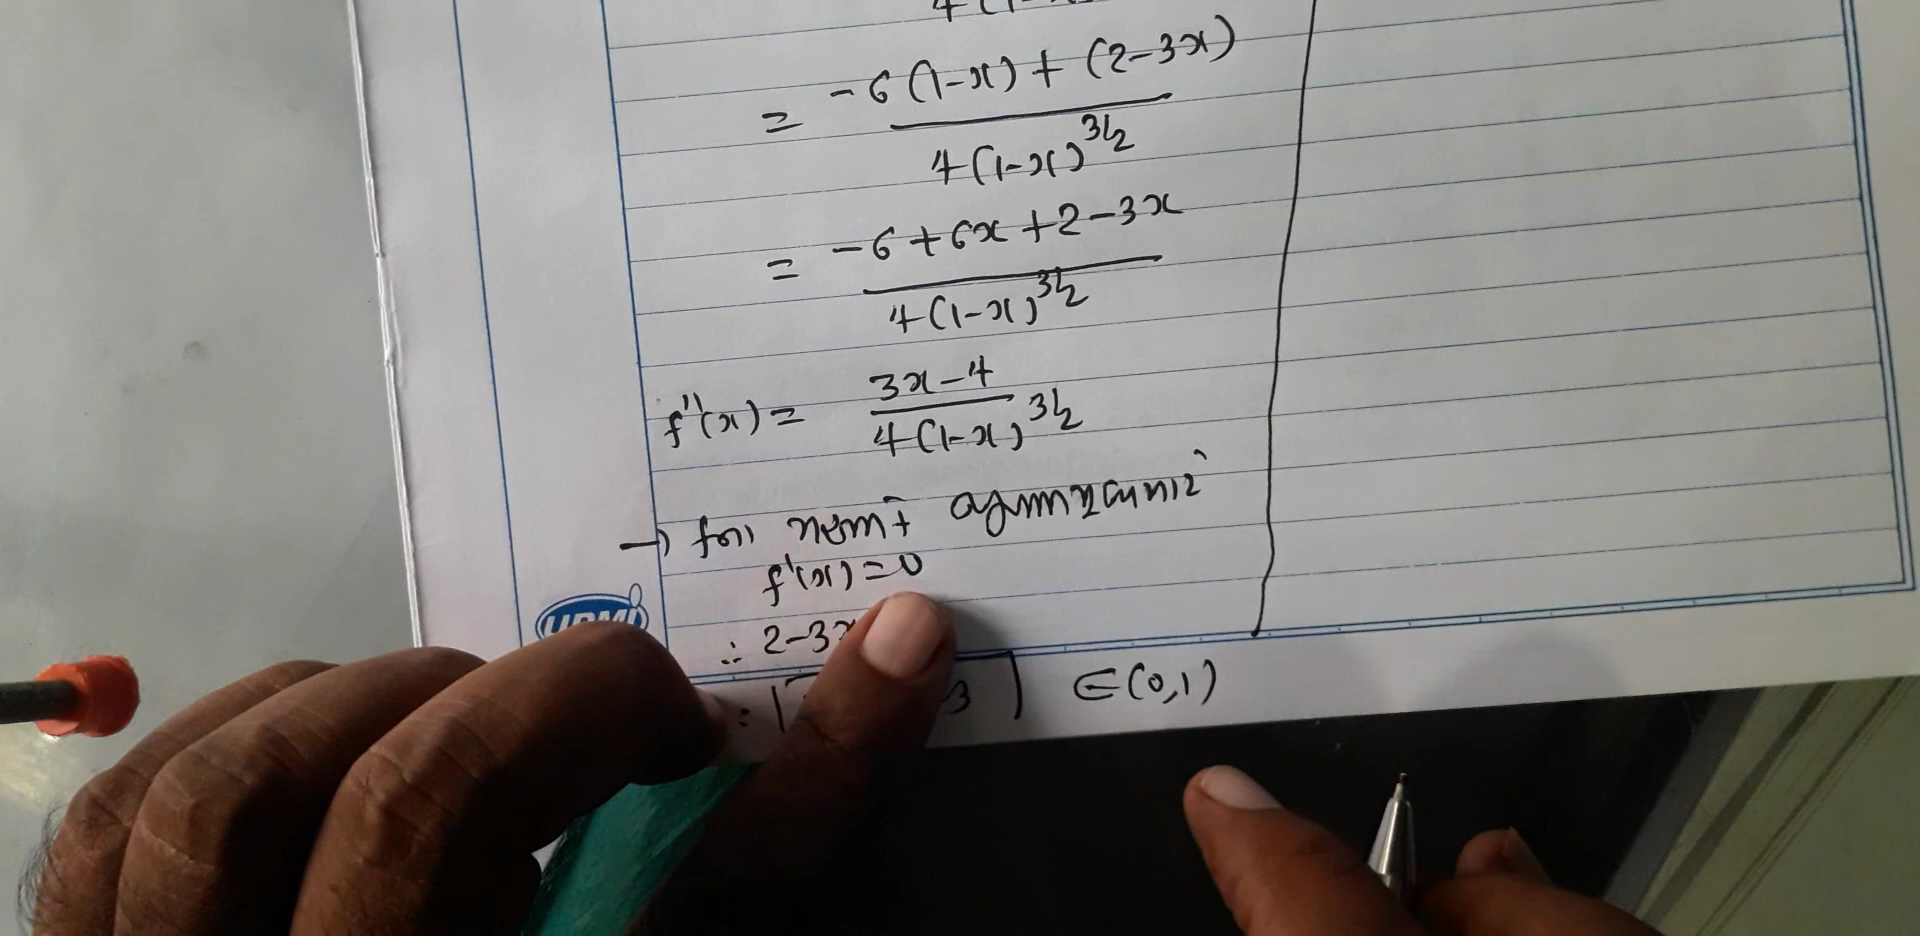 = -6(1-x) + (2-3x) / 4(1-x)^3/2
= -6+6x+2-3x / 4(1-x)^3/2
f''(x) = 3x-4 / 4(1-x)^3/2
→ for
f'(x)=0
∴ 2-3x
3 ∈(0,1)